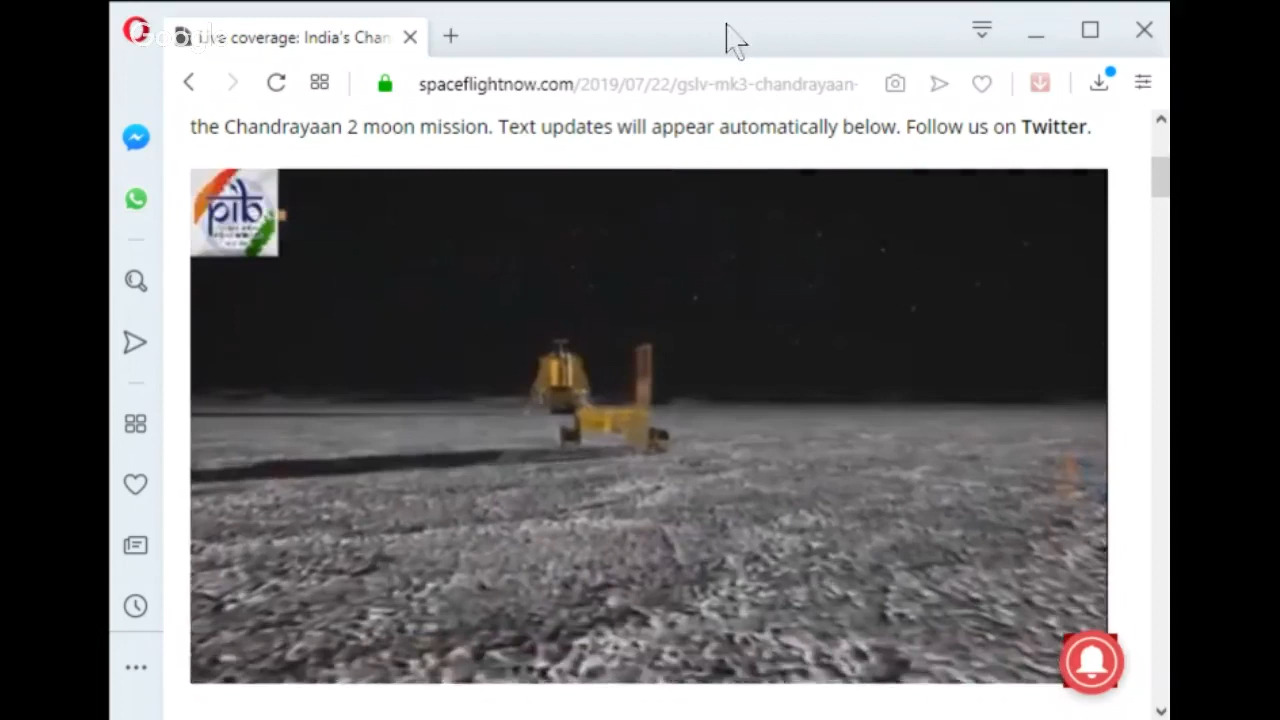 Google
Live coverage: India's Chan
spaceflightnow.com/2019/07/22/gslv-mk3-chandrayaan-
the Chandrayaan 2 moon mission. Text updates will appear automatically below. Follow us on Twitter.
pib